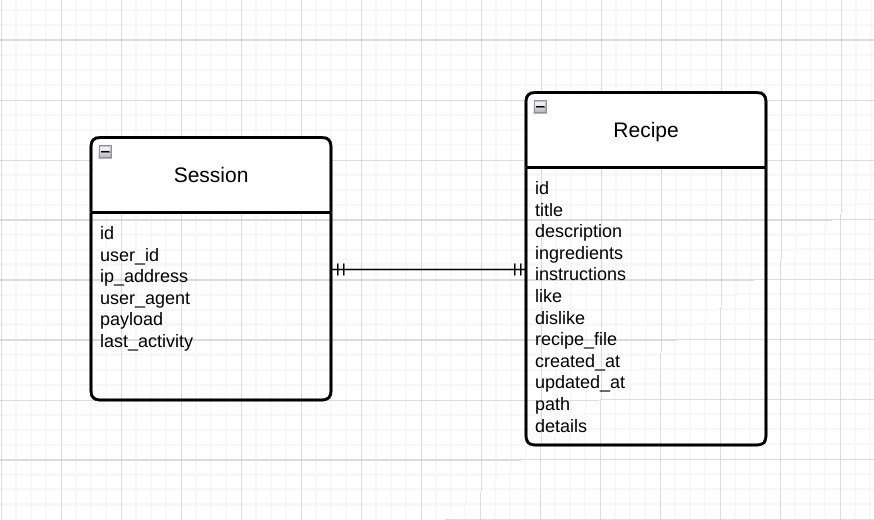 Session
id
user_id
ip_address
user_agent
payload
last_activity
Recipe
id
title
description
ingredients
instructions
like
dislike
recipe_file
created_at
updated_at
path
details